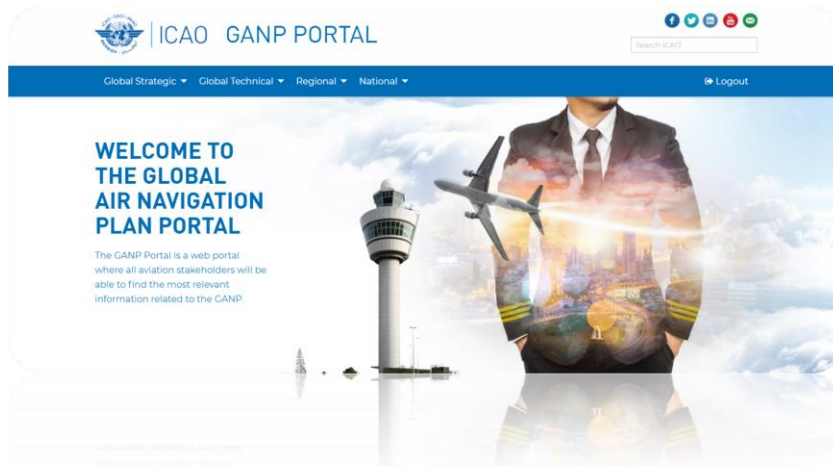 ICAO GANP PORTAL
Search ICAO
Global Strategic Global Technical Regional National Logout
WELCOME TO
THE GLOBAL
AIR NAVIGATION
PLAN PORTAL
The GANP Portal is a web portal
where all aviation stakeholders will be
able to find the most relevant
information related to the GANP